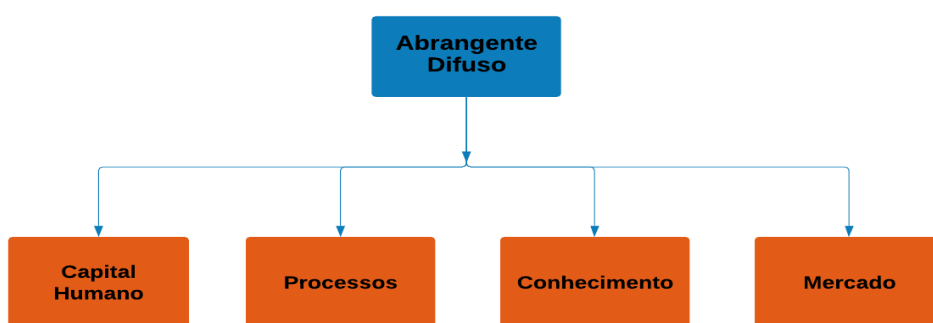 Abrangente
Difuso
Capital
Humano
Processos
Conhecimento
Mercado